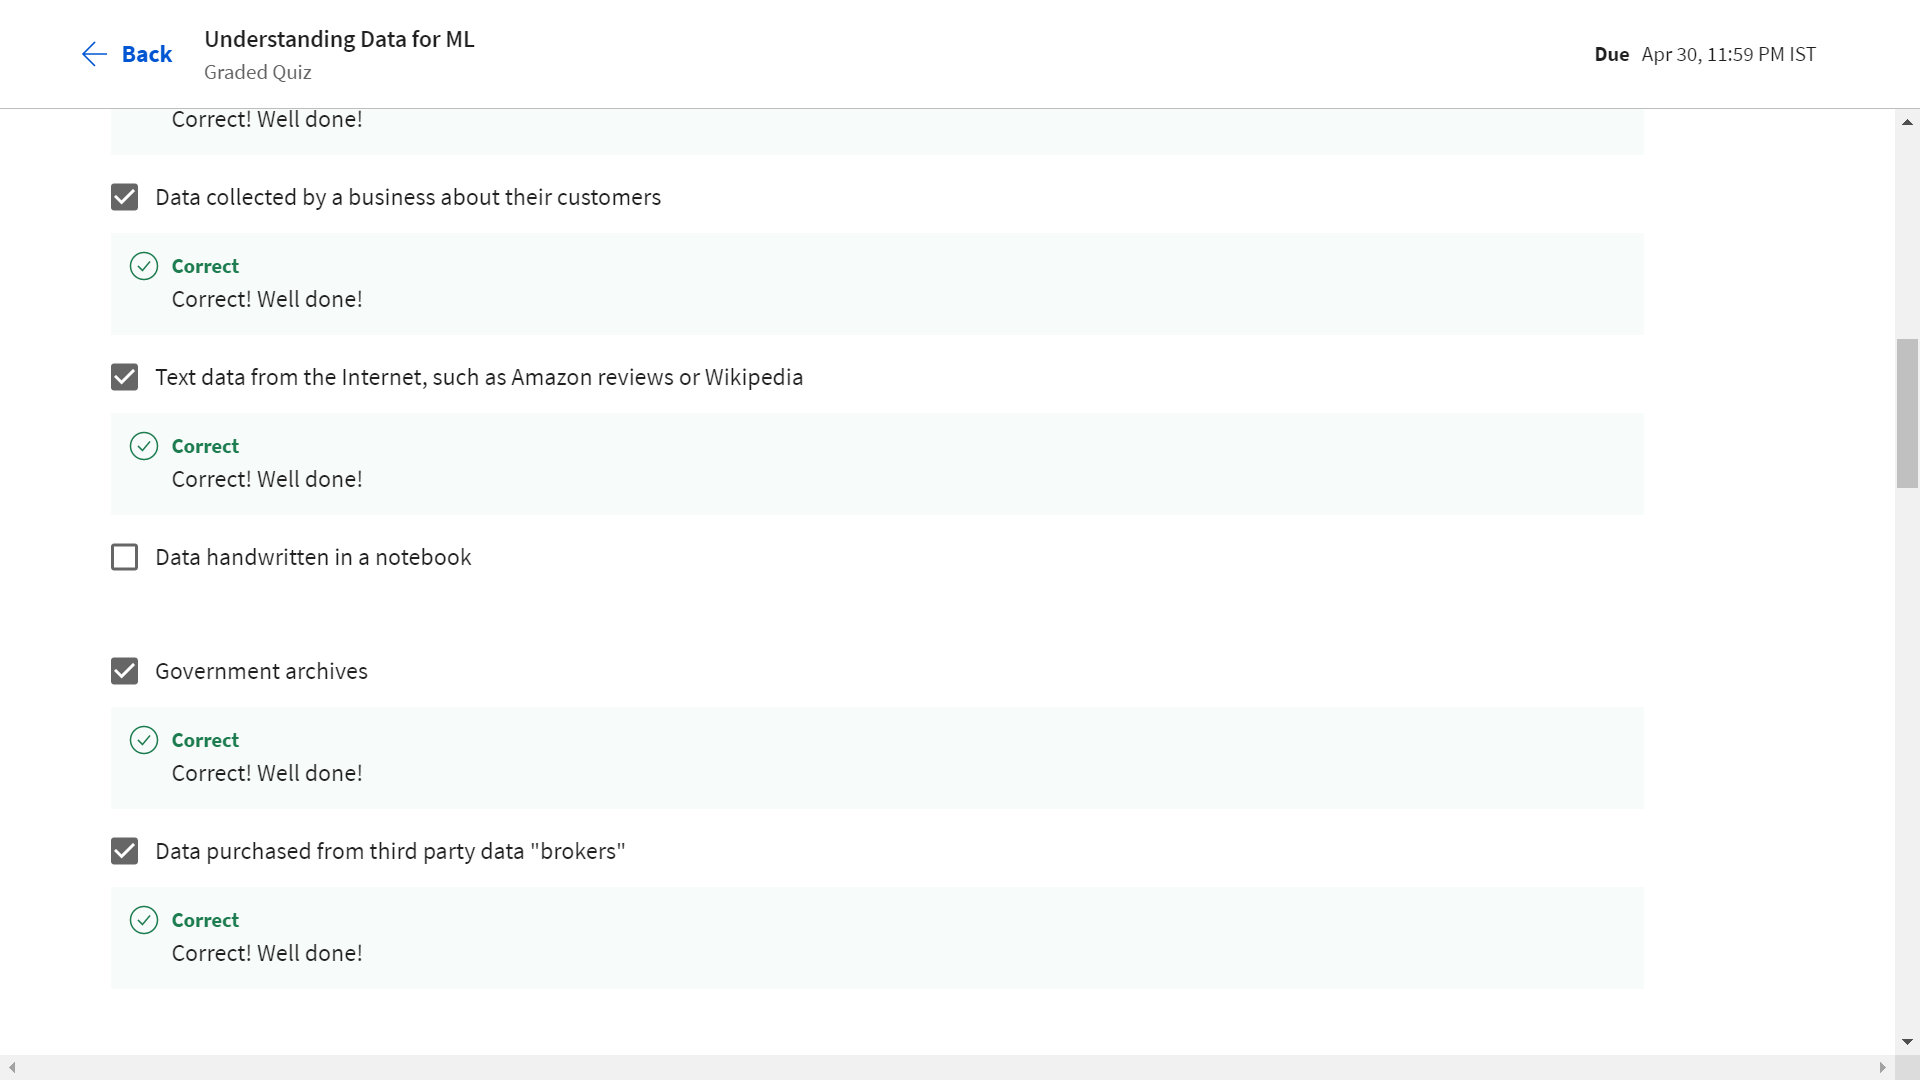 Back
Understanding Data for ML
Graded Quiz
Due Apr 30, 11:59 PM IST
Correct! Well done!
Data collected by a business about their customers
Correct
Correct! Well done!
Text data from the Internet, such as Amazon reviews or Wikipedia
Correct
Correct! Well done!
Data handwritten in a notebook
Government archives
Correct
Correct! Well done!
Data purchased from third party data "brokers"
Correct
Correct! Well done!